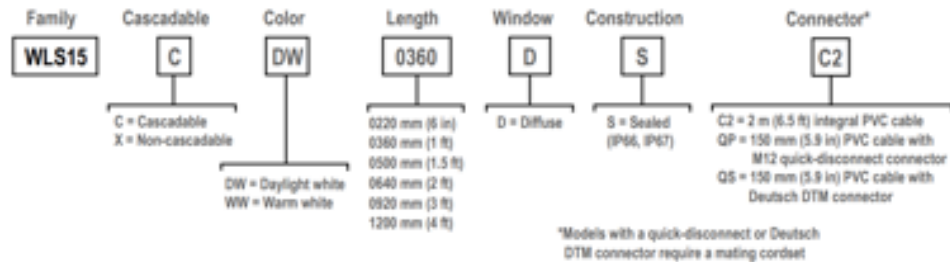 Family Cascadable Color Length Window Construction Connector*
WLS15 C DW 0360 D S C2
C = Cascadable
X = Non-cascadable
DW = Daylight white
WW = Warm white
0220 mm (6 in)
0360 mm (1 ft)
0500 mm (1.5 ft)
0640 mm (2 ft)
0920 mm (3 ft)
1200 mm (4 ft)
D = Diffuse
S = Sealed
(IP66, IP67)
C2 = 2 m (6.5 ft) integral PVC cable
QP = 150 mm (5.9 in) PVC cable with
M12 quick-disconnect connector
QS = 150 mm (5.9 in) PVC cable with
Deutsch DTM connector
*Models with a quick-disconnect or Deutsch
DTM connector require a mating cordset